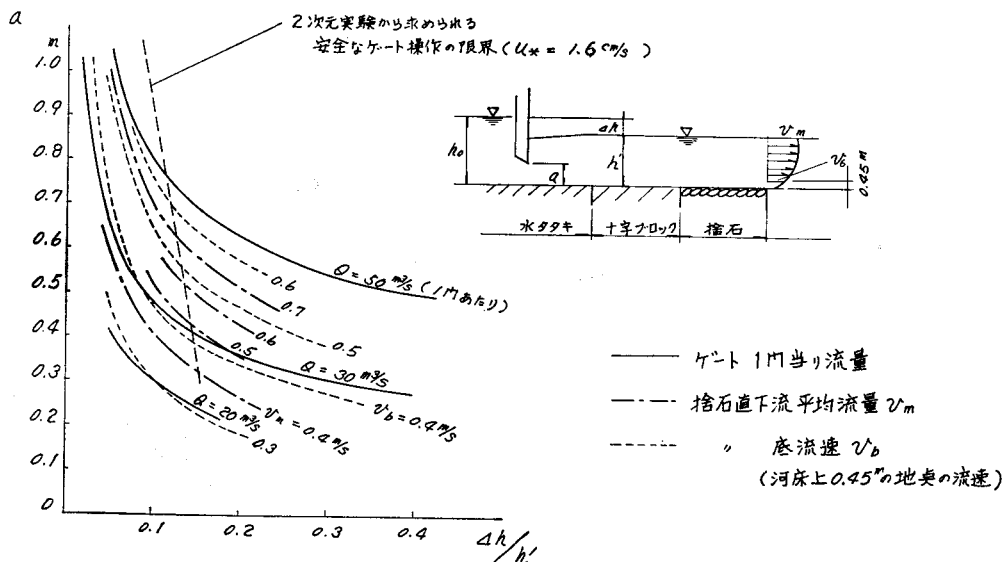 a
m
2次元実験から求められる
安全なゲート操作の限界(U* = 1.6 cm/s)
1.0
0.9
0.8
0.7
0.6
0.5
0.4
0.3
0.2
0.1
0
0.1
0.2
0.3
0.4
Δh/h'
Q = 50 m³/s (1門あたり)
0.6
0.7
0.5
0.6
0.5
Q = 30 m³/s
Q = 20 m³/s
vm = 0.4 m/s
vb = 0.4 m/s
0.3
h0
a
Δh
h'
vm
vb
0.45m
水タタキ
十字ブロック
捨石
ゲート 1門当り流量
捨石直下流平均流量 vm
〃 底流速 vb
(河床上0.45mの地点の流速)